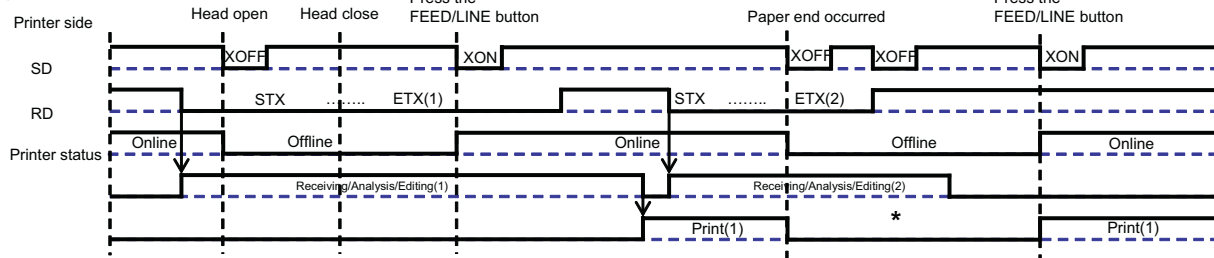 Press the
Press the
Printer side
Head open
Head close
FEED/LINE button
Paper end occurred
FEED/LINE button
SD
XOFF
XON
XOFF
XOFF
XON
RD
STX ........ ETX(1)
STX ........ ETX(2)
Printer status
Online
Offline
Online
Offline
Online
Receiving/Analysis/Editing(1)
Receiving/Analysis/Editing(2)
Print(1)
*
Print(1)